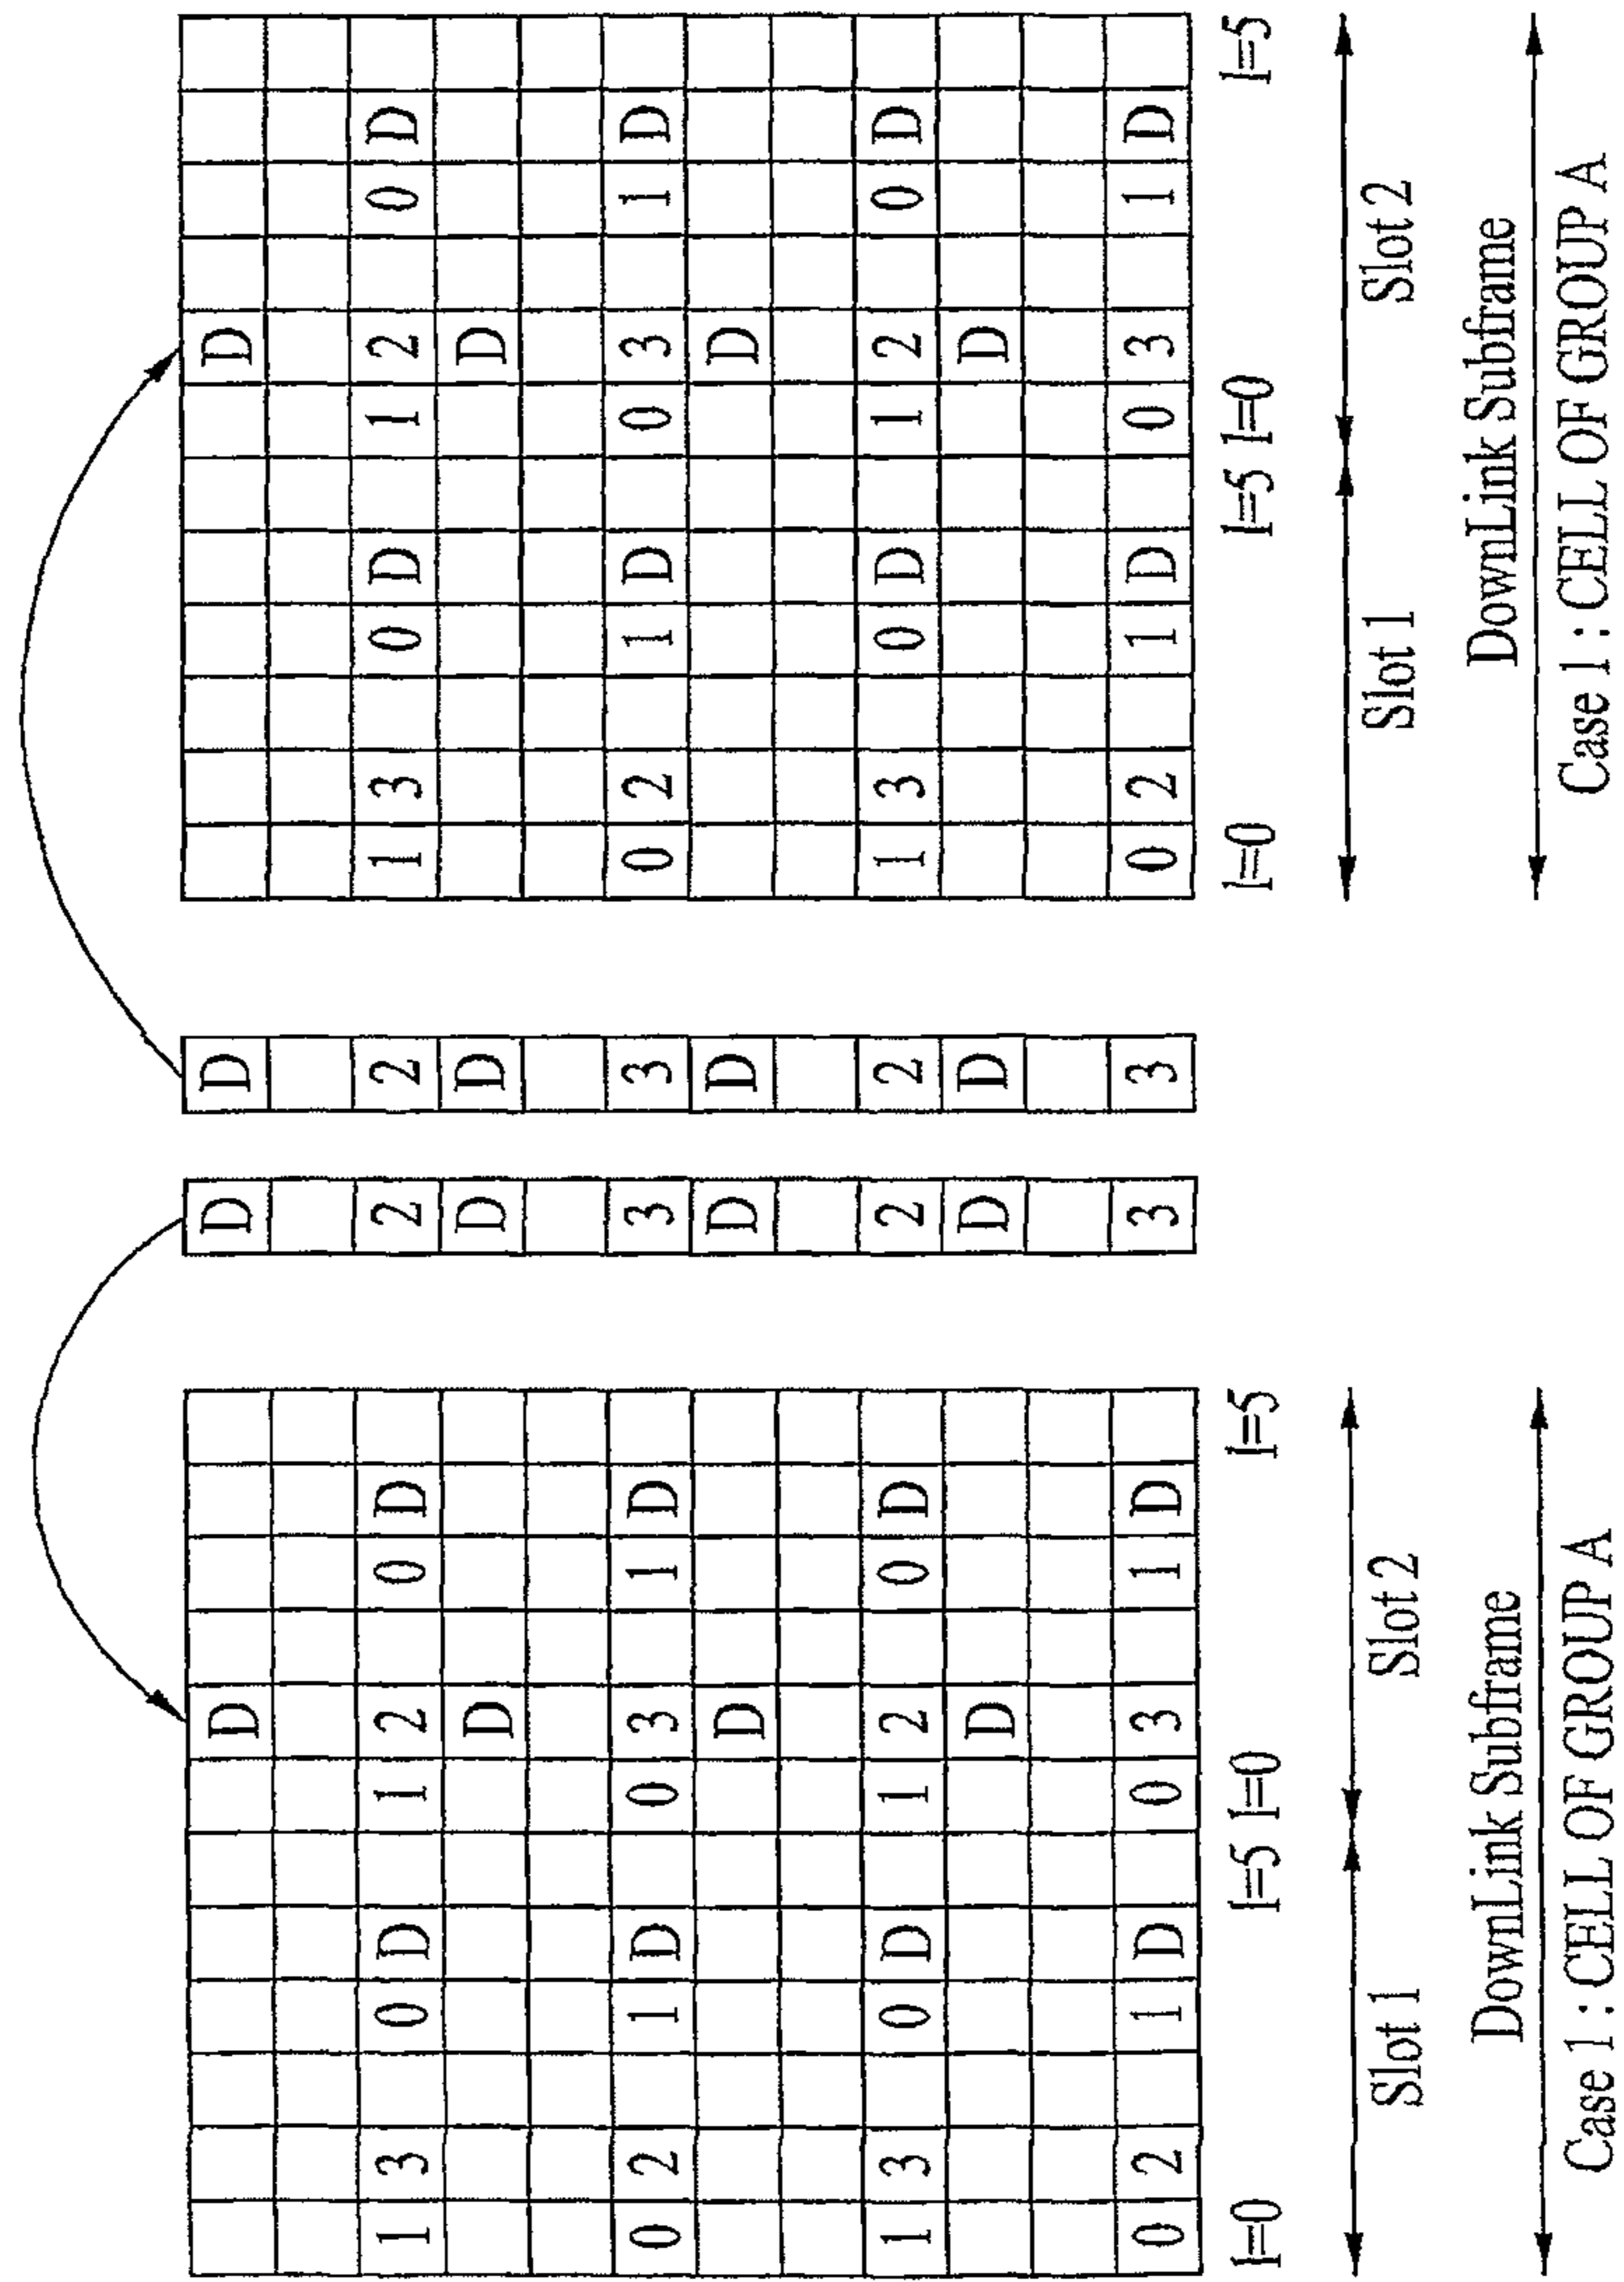 D D D D
1 3 0 D 1 2 0 D 2 2 1 3 0 D 1 2 0 D
D D D D
0 2 1 D 0 3 1 D 3 3 0 2 1 D 0 3 1 D
D D D D
1 3 0 D 1 2 0 D 2 2 1 3 0 D 1 2 0 D
D D D D
0 2 1 D 0 3 1 D 3 3 0 2 1 D 0 3 1 D
l=0 l=5 l=0 l=5 l=0 l=5 l=0 l=5
Slot 1 Slot 2 Slot 1 Slot 2
DownLink Subframe DownLink Subframe
Case 1 : CELL OF GROUP A Case 1 : CELL OF GROUP A